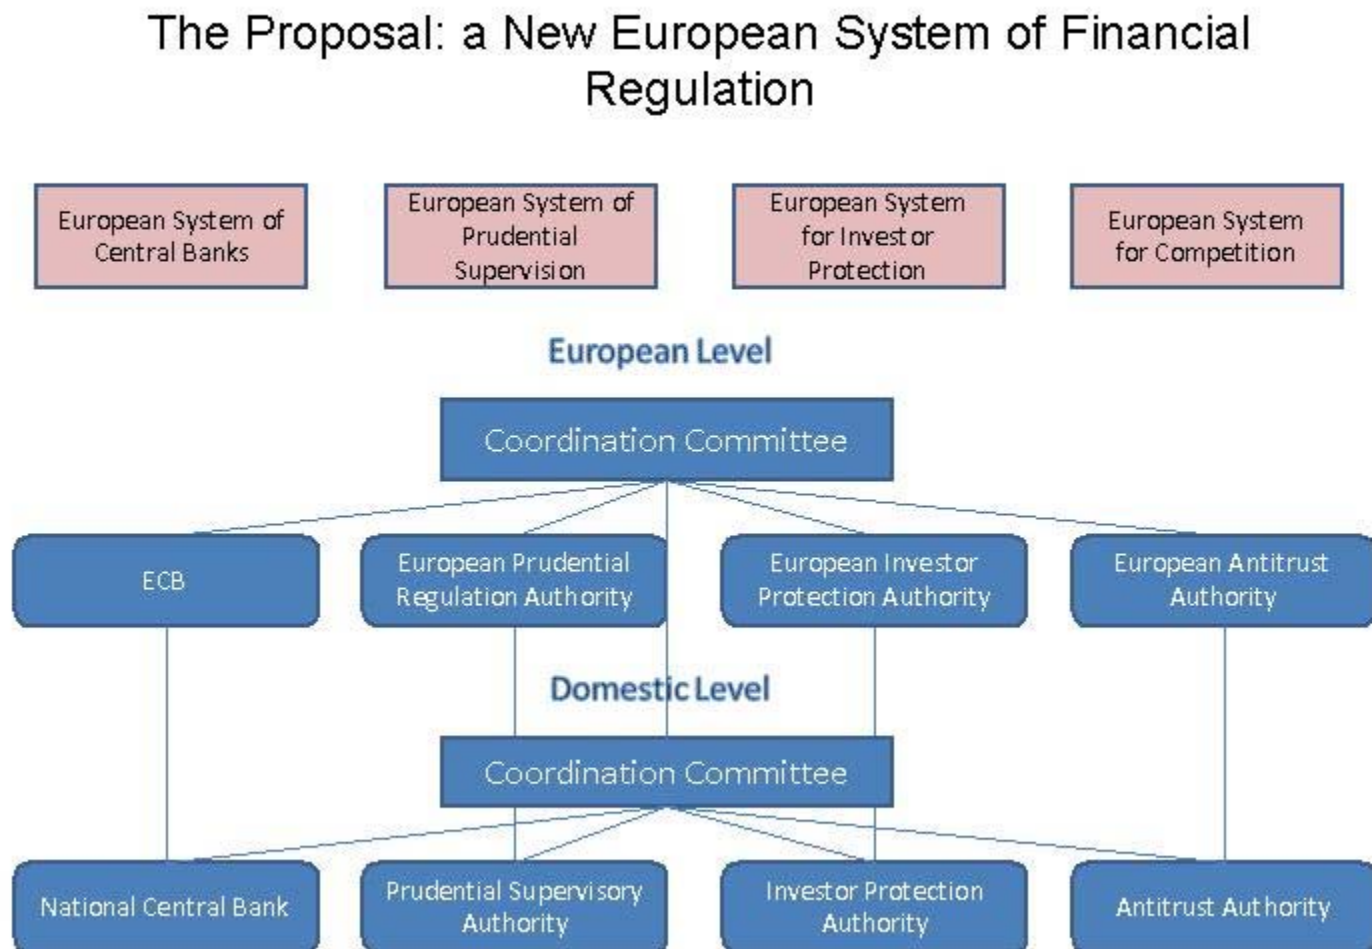 The Proposal: a New European System of Financial
Regulation
European System of
Central Banks
European System of
Prudential
Supervision
European System
for Investor
Protection
European System
for Competition
European Level
Coordination Committee
ECB
European Prudential
Regulation Authority
European Investor
Protection Authority
European Antitrust
Authority
Domestic Level
Coordination Committee
National Central Bank
Prudential Supervisory
Authority
Investor Protection
Authority
Antitrust Authority